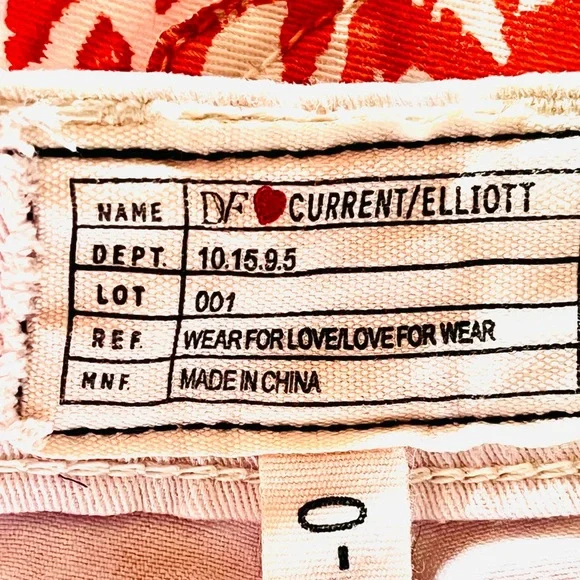 NAME DF❤CURRENT/ELLIOTT
DEPT. 10.15.9.5
LOT 001
REF. WEAR FOR LOVE/LOVE FOR WEAR
MNF. MADE IN CHINA
0-